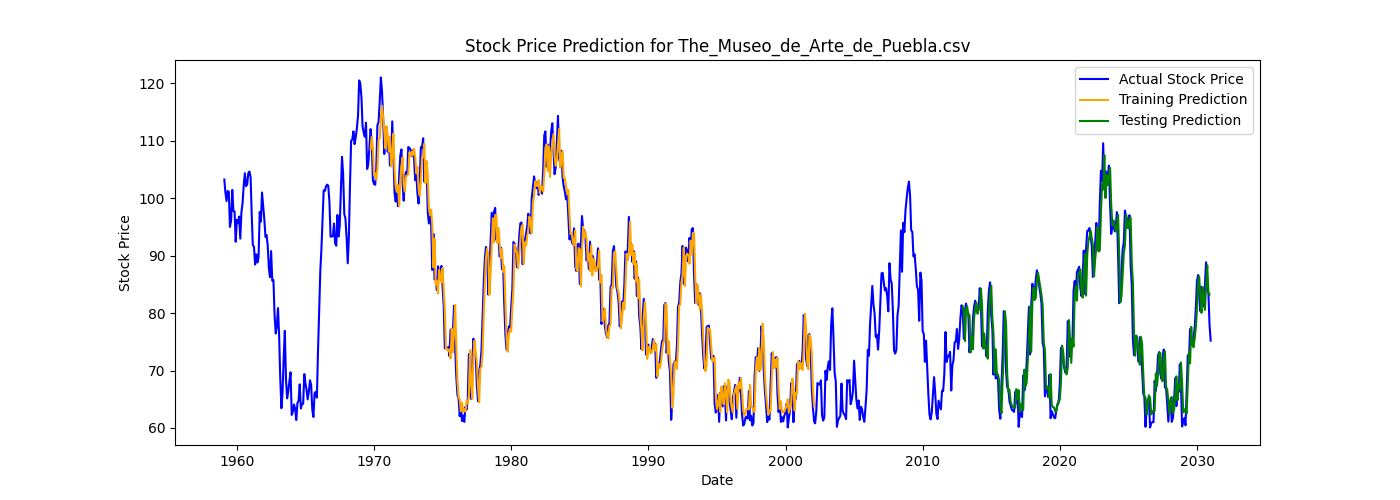 Stock Price Prediction for The_Museo_de_Arte_de_Puebla.csv
Actual Stock Price
Training Prediction
Testing Prediction
Stock Price
120
110
100
90
80
70
60
1960
1970
1980
1990
2000
2010
2020
2030
Date